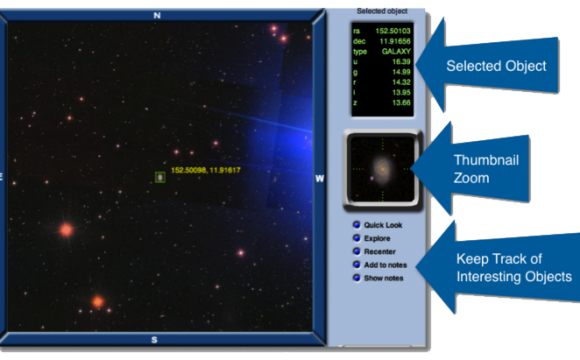 N
Selected object
ra 152.50103
dec 11.91656
type GALAXY
u 16.39
g 14.99
r 14.32
i 13.95
z 13.66
Selected Object
152.50098, 11.91617
E
W
Thumbnail
Zoom
Quick Look
Explore
Recenter
Add to notes
Show notes
Keep Track of
Interesting Objects
S